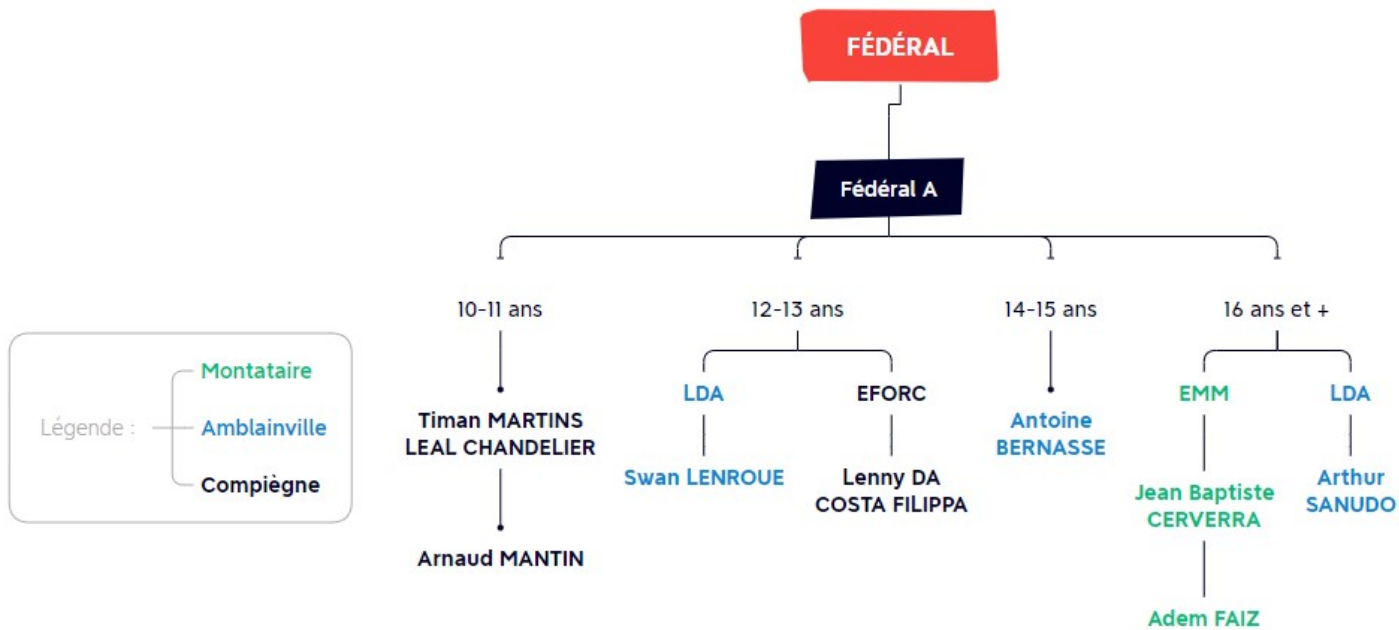 FÉDÉRAL
Fédéral A
10-11 ans
12-13 ans
14-15 ans
16 ans et +
Légende :
Montataire
Amblainville
Compiègne
Timan MARTINS
LEAL CHANDELIER
Arnaud MANTIN
LDA
Swan LENROUE
EFORC
Lenny DA
COSTA FILIPPA
Antoine
BERNASSE
EMM
Jean Baptiste
CERVERRA
Adem FAIZ
LDA
Arthur
SANUDO